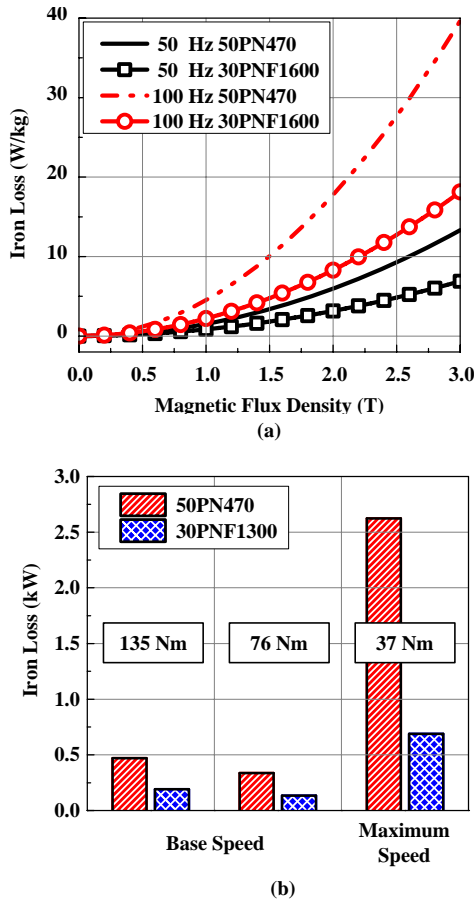 40
30
20
10
0
Iron Loss (W/kg)
50 Hz 50PN470
50 Hz 30PNF1600
100 Hz 50PN470
100 Hz 30PNF1600
0.0 0.5 1.0 1.5 2.0 2.5 3.0
Magnetic Flux Density (T)
(a)
3.0
2.5
2.0
1.5
1.0
0.5
0.0
Iron Loss (kW)
50PN470
30PNF1300
135 Nm 76 Nm 37 Nm
Base Speed
Maximum
Speed
(b)